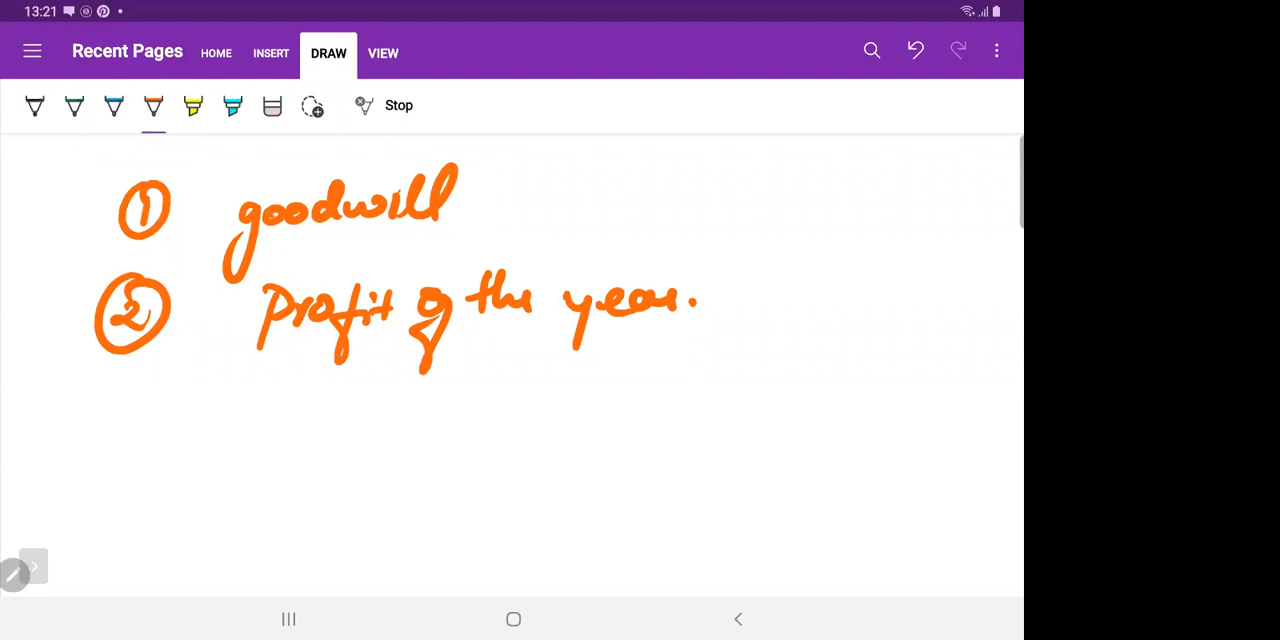 13:21
Recent Pages HOME INSERT DRAW VIEW
Stop
① goodwill
② Profit of the year.